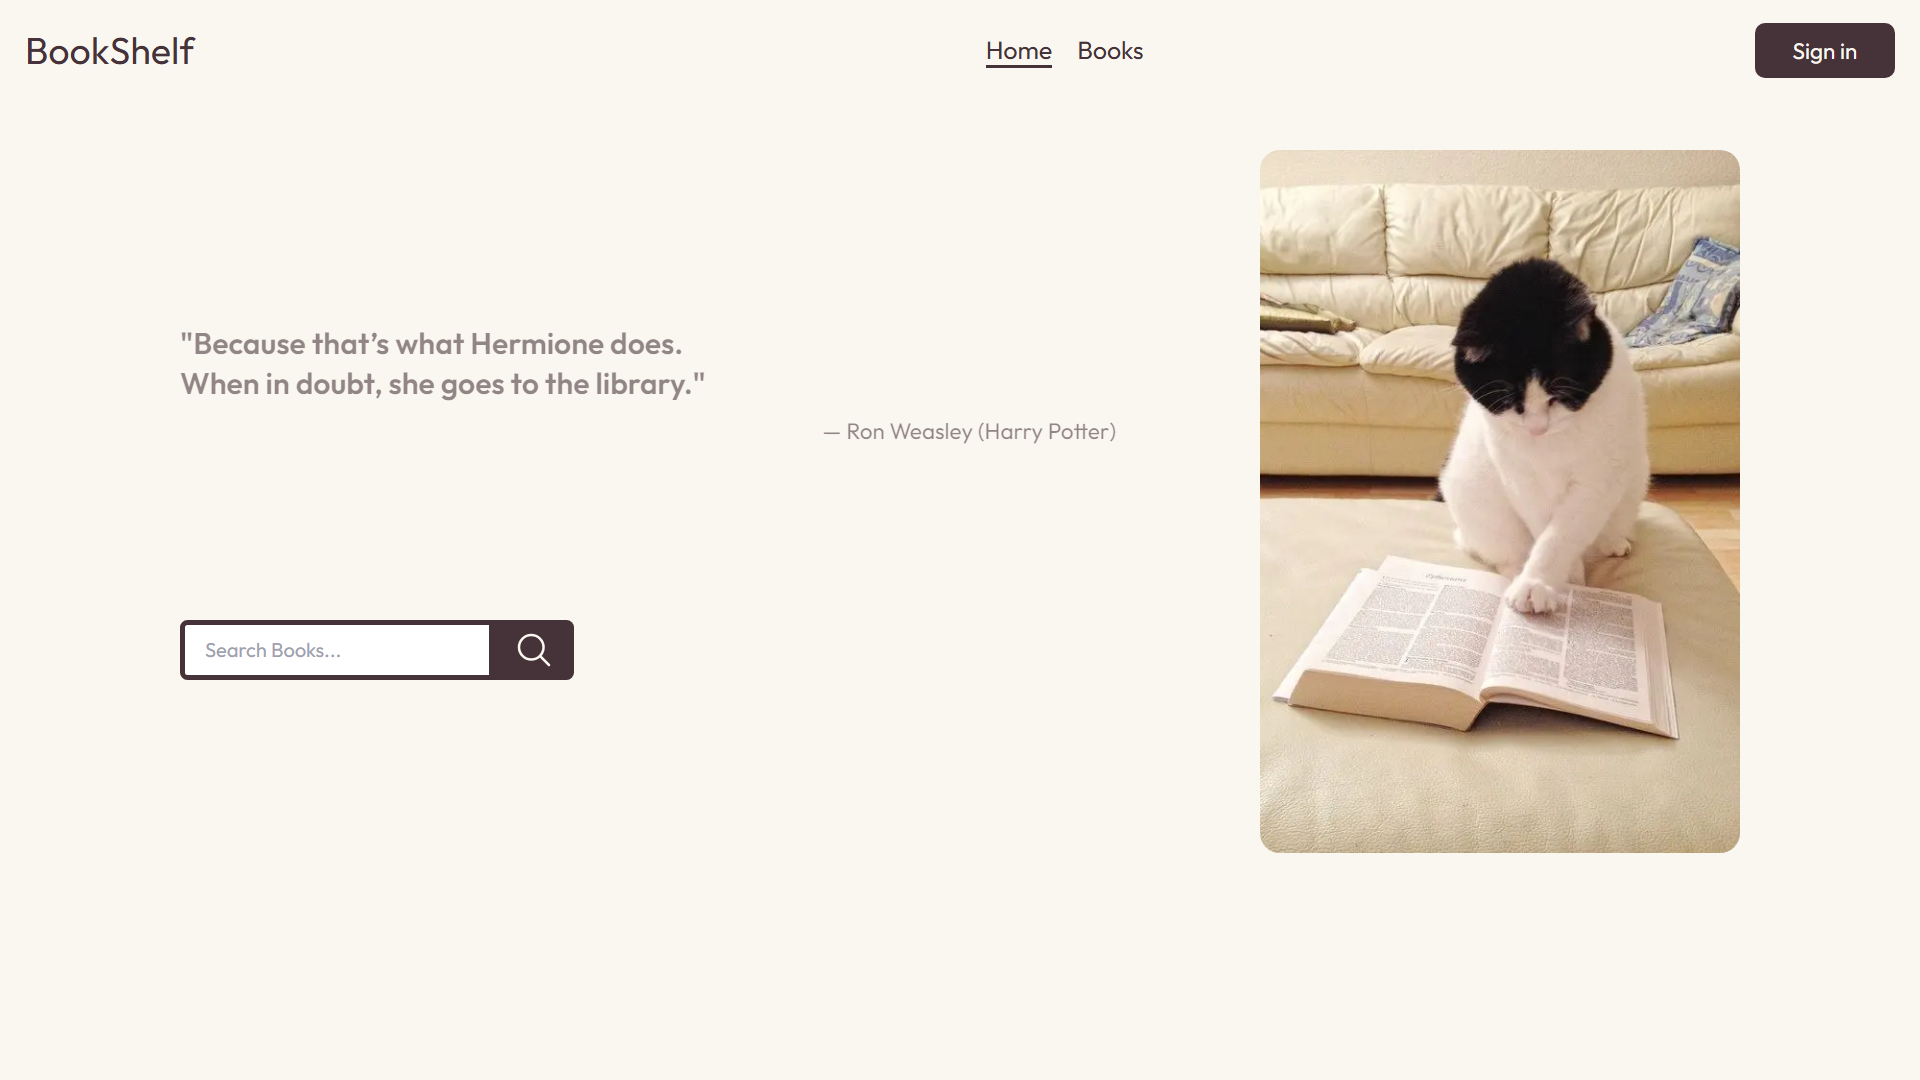 BookShelf
Home
Books
Sign in
"Because that’s what Hermione does.
When in doubt, she goes to the library."
— Ron Weasley (Harry Potter)
Search Books...